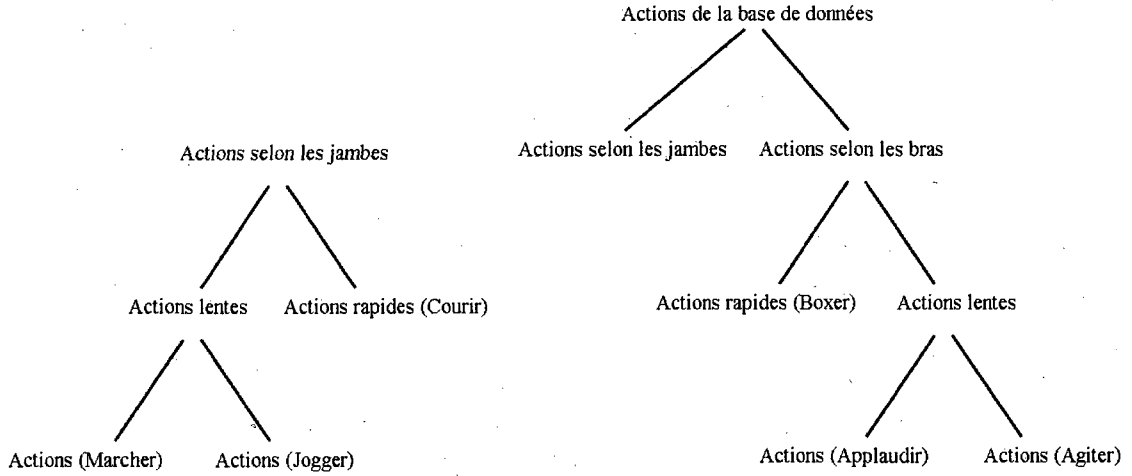 Actions de la base de données
Actions selon les jambes
Actions selon les jambes
Actions selon les bras
Actions lentes
Actions rapides (Courir)
Actions rapides (Boxer)
Actions lentes
Actions (Marcher)
Actions (Jogger)
Actions (Applaudir)
Actions (Agiter)